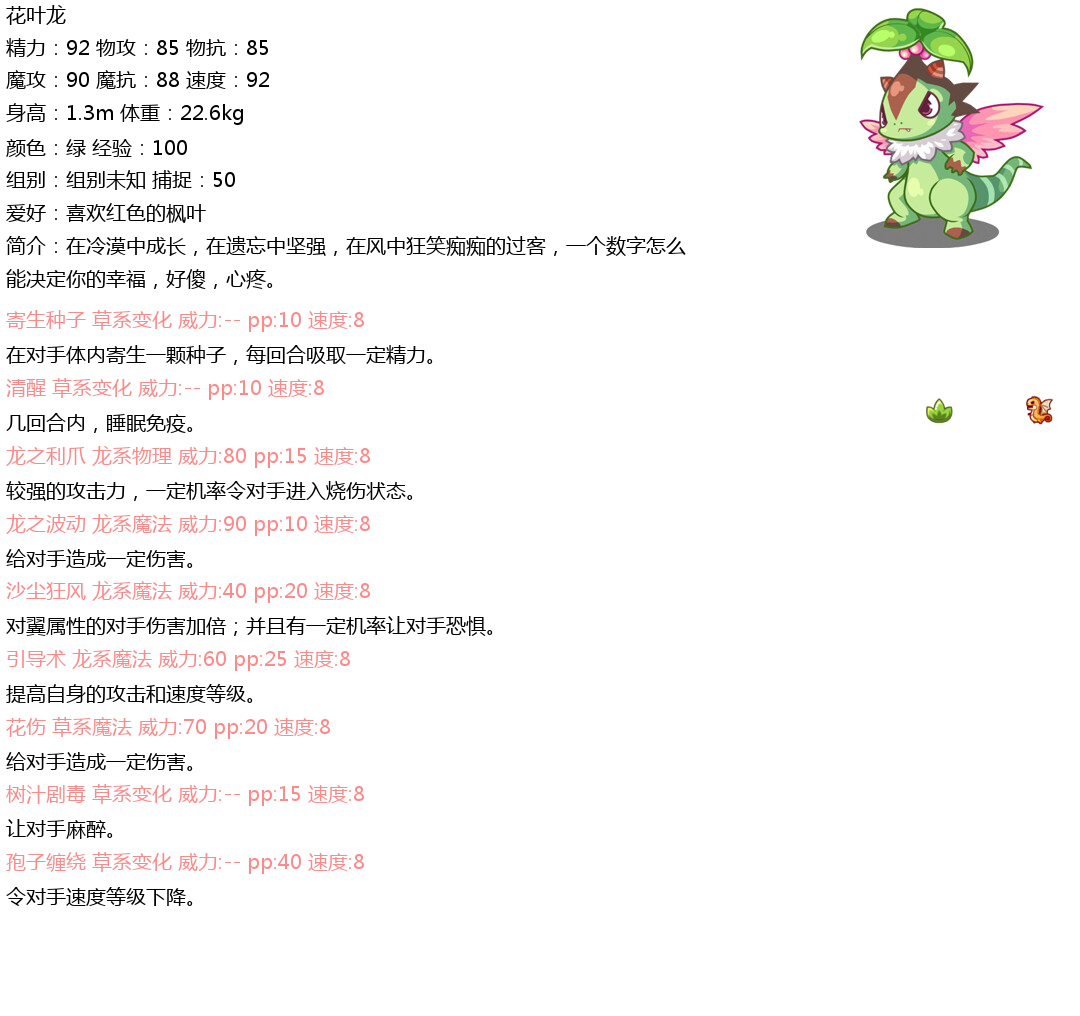 花叶龙
精力：92 物攻：85 物抗：85
魔攻：90 魔抗：88 速度：92
身高：1.3m 体重：22.6kg
颜色：绿 经验：100
组别：组别未知 捕捉：50
爱好：喜欢红色的枫叶
简介：在冷漠中成长，在遗忘中坚强，在风中狂笑痴痴的过客，一个数字怎么
能决定你的幸福，好傻，心疼。
寄生种子 草系变化 威力:-- pp:10 速度:8
在对手体内寄生一颗种子，每回合吸取一定精力。
清醒 草系变化 威力:-- pp:10 速度:8
几回合内，睡眠免疫。
龙之利爪 龙系物理 威力:80 pp:15 速度:8
较强的攻击力，一定机率令对手进入烧伤状态。
龙之波动 龙系魔法 威力:90 pp:10 速度:8
给对手造成一定伤害。
沙尘狂风 龙系魔法 威力:40 pp:20 速度:8
对翼属性的对手伤害加倍；并且有一定机率让对手恐惧。
引导术 龙系魔法 威力:60 pp:25 速度:8
提高自身的攻击和速度等级。
花伤 草系魔法 威力:70 pp:20 速度:8
给对手造成一定伤害。
树汁剧毒 草系变化 威力:-- pp:15 速度:8
让对手麻醉。
孢子缠绕 草系变化 威力:-- pp:40 速度:8
令对手速度等级下降。